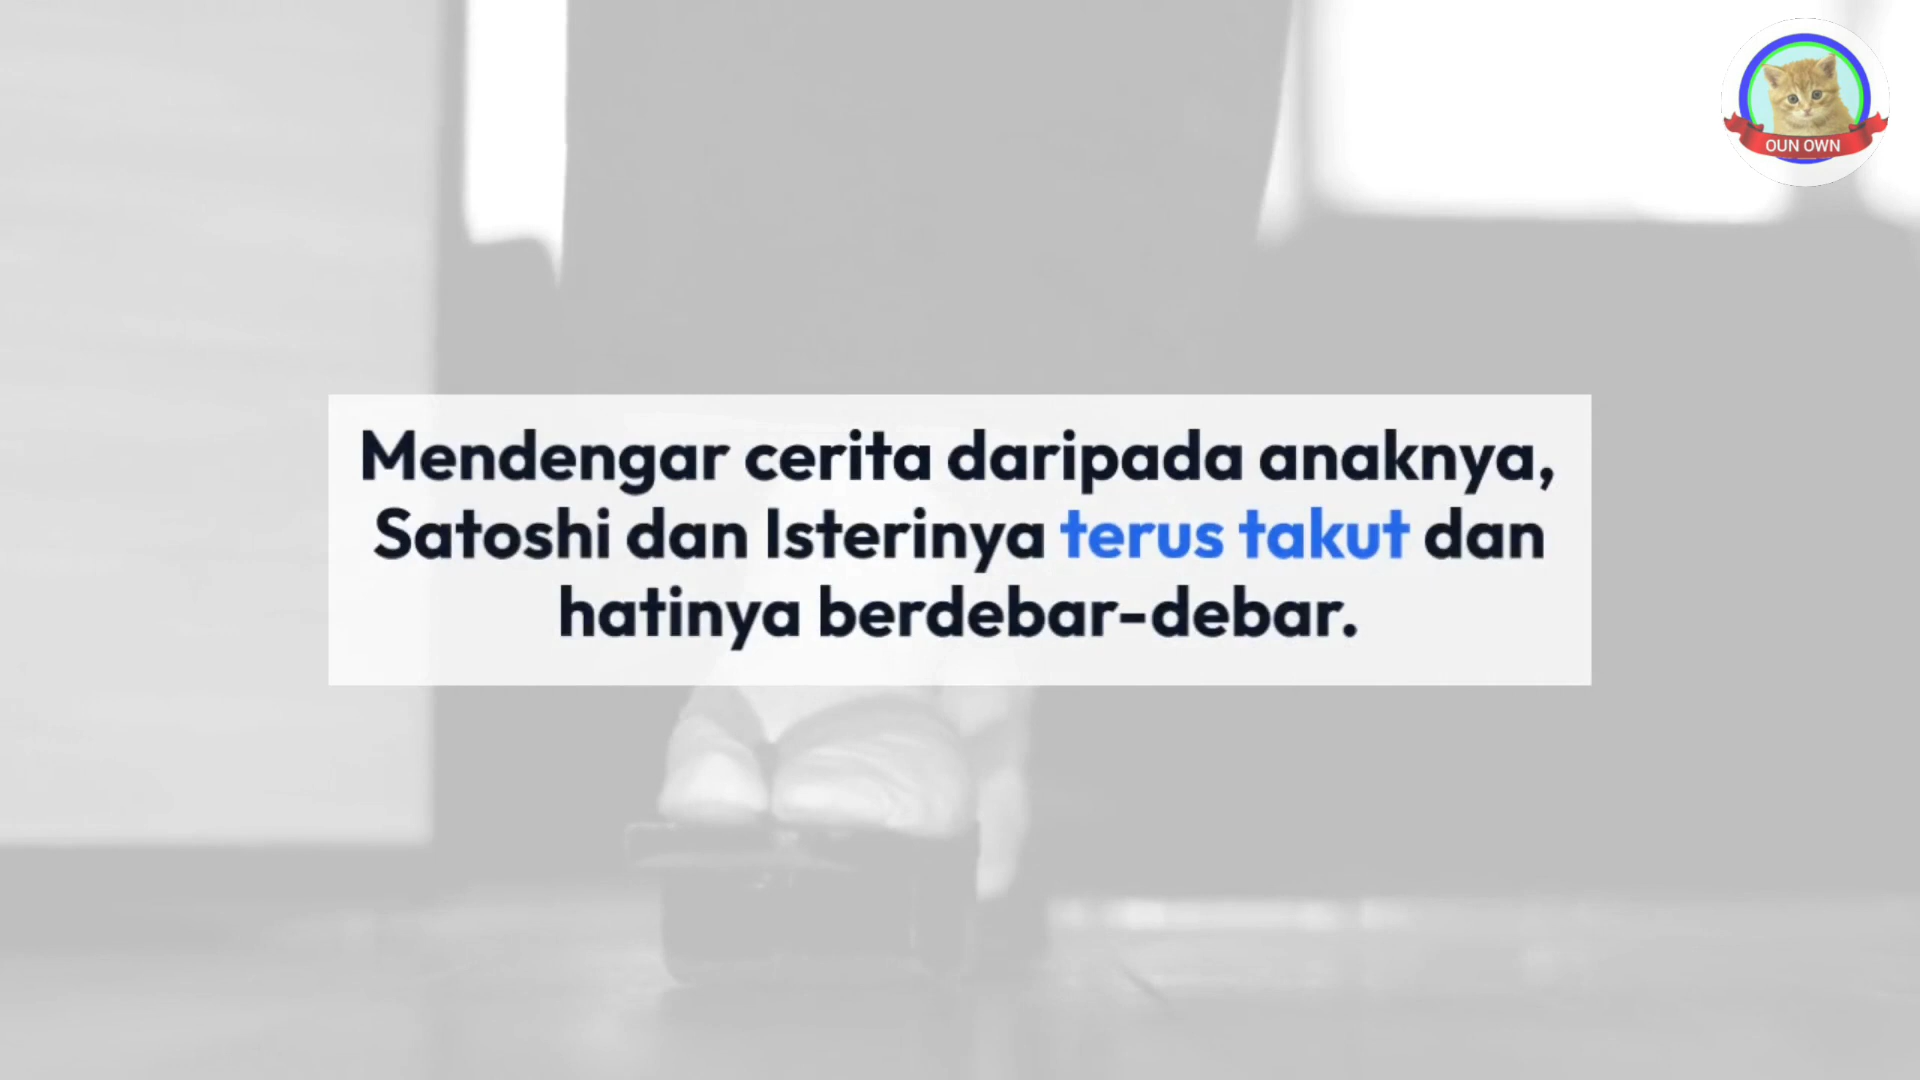 OUN OWN
Mendengar cerita daripada anaknya,
Satoshi dan Isterinya terus takut dan
hatinya berdebar-debar.